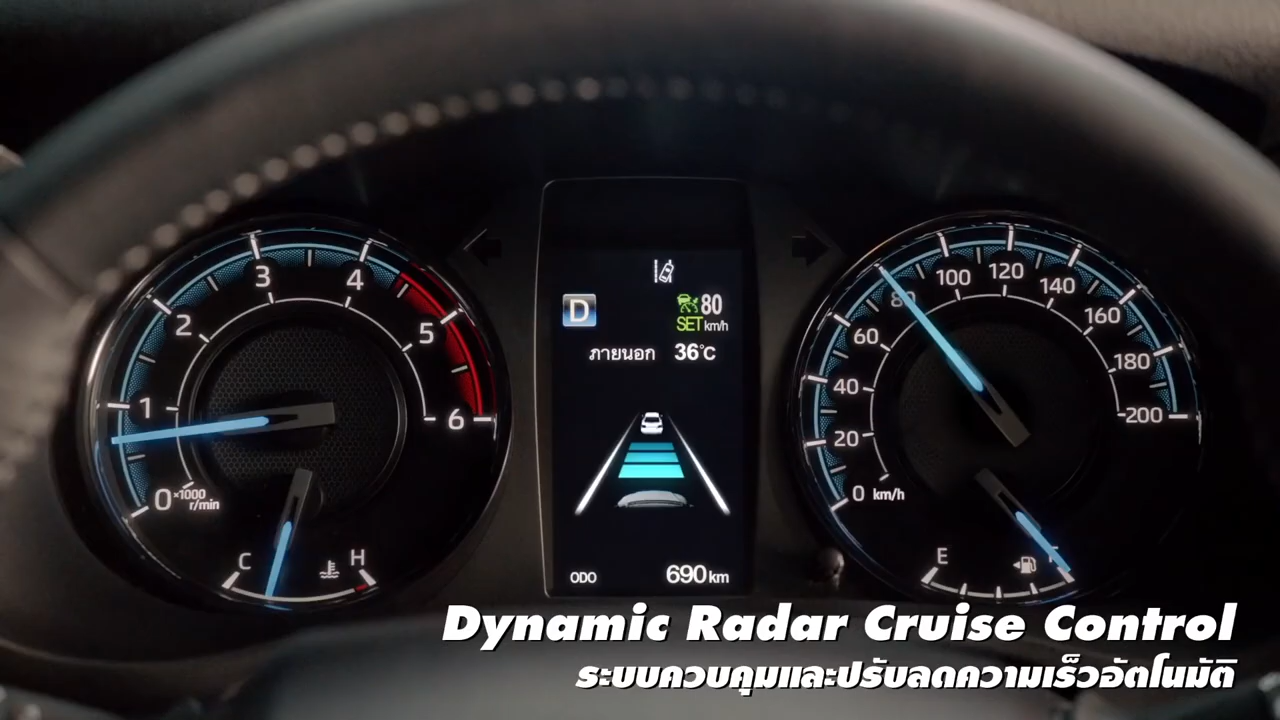 3
4
2
5
1
6
0
×1000
r/min
C
H
D
80
SET km/h
ภายนอก 36°C
ODO 690 km
100
120
80
140
60
160
40
180
20
200
0 km/h
E
F
Dynamic Radar Cruise Control
ระบบควบคุมและปรับลดความเร็วอัตโนมัติ